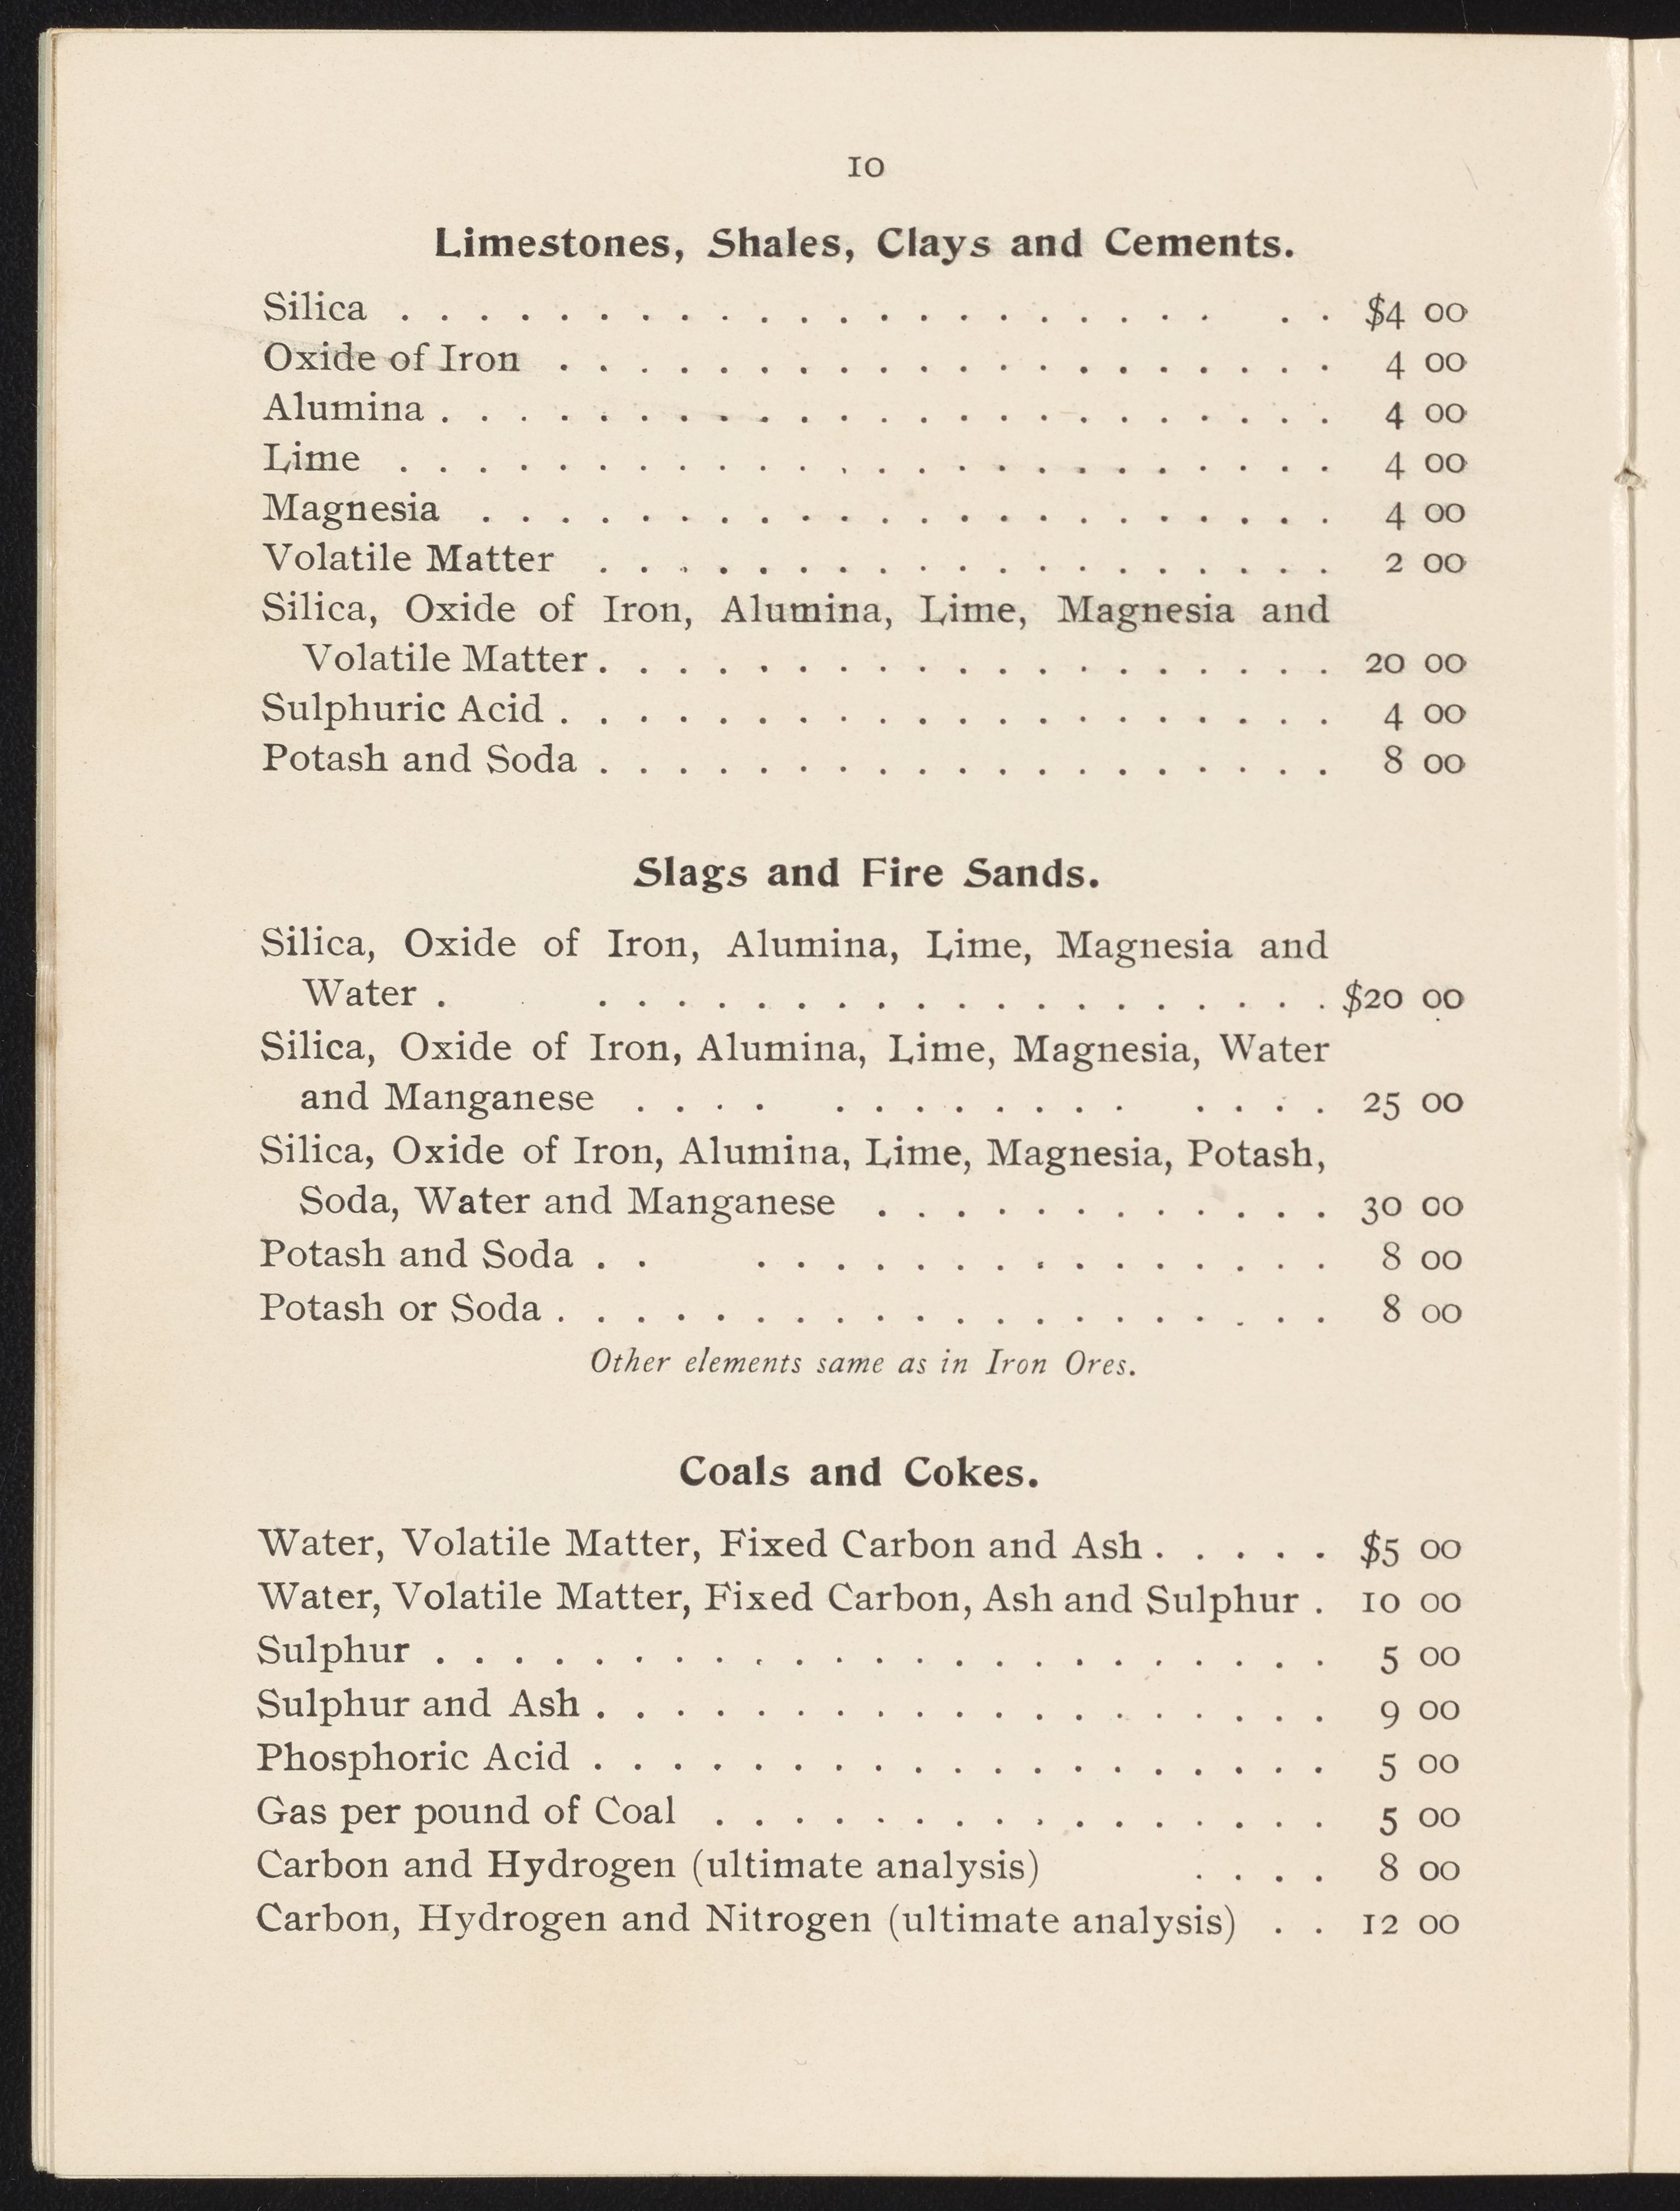 10
Limestones, Shales, Clays and Cements.
Silica . . . . . . . . . . . . . . . . . . . . . . . $4 00
Oxide of Iron . . . . . . . . . . . . . . . . . . . . 4 00
Alumina . . . . . . . . . . . . . . . . . . . . . . . 4 00
Lime . . . . . . . . . . . . . . . . . . . . . . . . 4 00
Magnesia . . . . . . . . . . . . . . . . . . . . . . 4 00
Volatile Matter . . . . . . . . . . . . . . . . . . . 2 00
Silica, Oxide of Iron, Alumina, Lime, Magnesia and
Volatile Matter . . . . . . . . . . . . . . . . . . . 20 00
Sulphuric Acid . . . . . . . . . . . . . . . . . . . . 4 00
Potash and Soda . . . . . . . . . . . . . . . . . . . 8 00
Slags and Fire Sands.
Silica, Oxide of Iron, Alumina, Lime, Magnesia and
Water . . . . . . . . . . . . . . . . . . . . . $20 00
Silica, Oxide of Iron, Alumina, Lime, Magnesia, Water
and Manganese . . . . . . . . . . . . . . . . 25 00
Silica, Oxide of Iron, Alumina, Lime, Magnesia, Potash,
Soda, Water and Manganese . . . . . . . . . . . . 30 00
Potash and Soda . . . . . . . . . . . . . . . . . 8 00
Potash or Soda . . . . . . . . . . . . . . . . . . . . 8 00
Other elements same as in Iron Ores.
Coals and Cokes.
Water, Volatile Matter, Fixed Carbon and Ash . . . . . $5 00
Water, Volatile Matter, Fixed Carbon, Ash and Sulphur . 10 00
Sulphur . . . . . . . . . . . . . . . . . . . . . . . 5 00
Sulphur and Ash . . . . . . . . . . . . . . . . . . . 9 00
Phosphoric Acid . . . . . . . . . . . . . . . . . . . 5 00
Gas per pound of Coal . . . . . . . . . . . . . . . . 5 00
Carbon and Hydrogen (ultimate analysis) . . . . 8 00
Carbon, Hydrogen and Nitrogen (ultimate analysis) . . 12 00